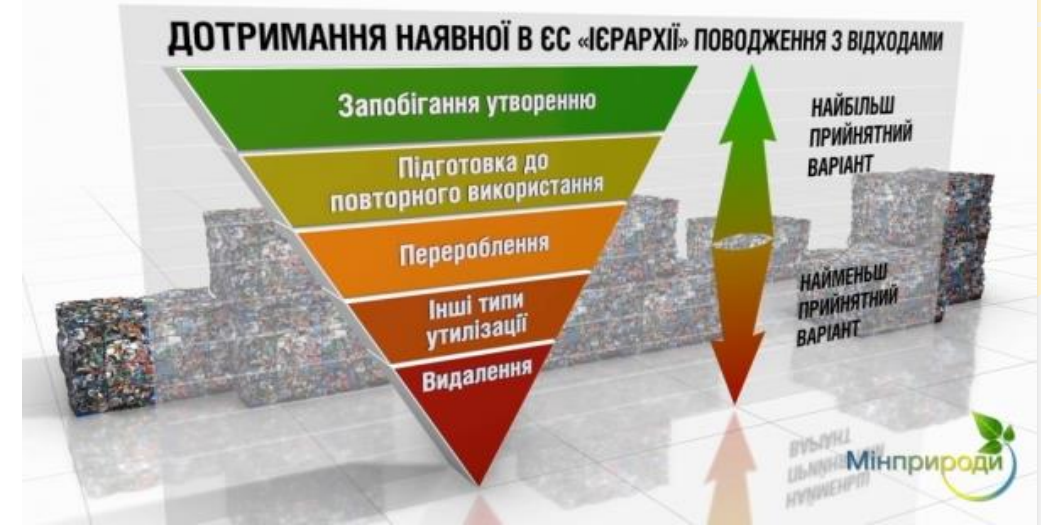 ДОТРИМАННЯ НАЯВНОЇ В ЄС «ІЄРАРХІЇ» ПОВОДЖЕННЯ З ВІДХОДАМИ
Запобігання утворенню
Підготовка до
повторного використання
Перероблення
Інші типи
утилізації
Видалення
НАЙБІЛЬШ
ПРИЙНЯТНИЙ
ВАРІАНТ
НАЙМЕНЬШ
ПРИЙНЯТНИЙ
ВАРІАНТ
Мінприроди